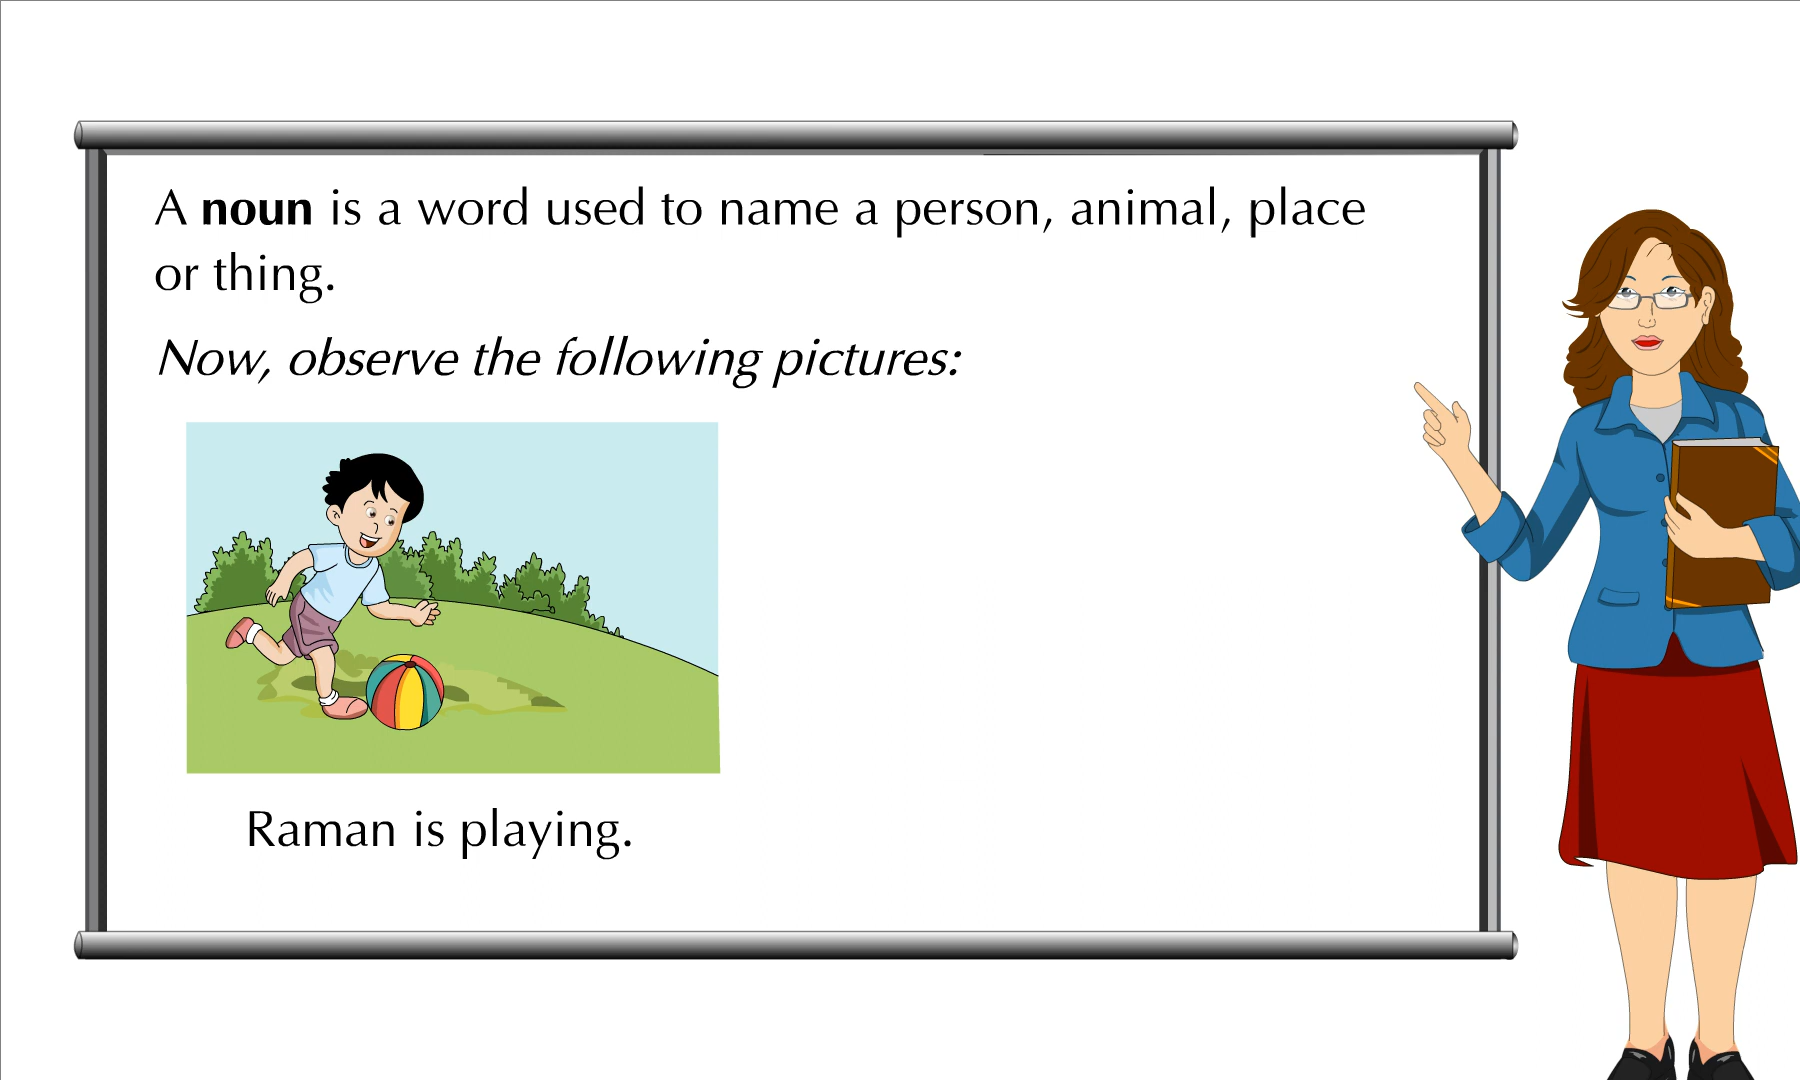 A noun is a word used to name a person, animal, place
or thing.
Now, observe the following pictures:
Raman is playing.